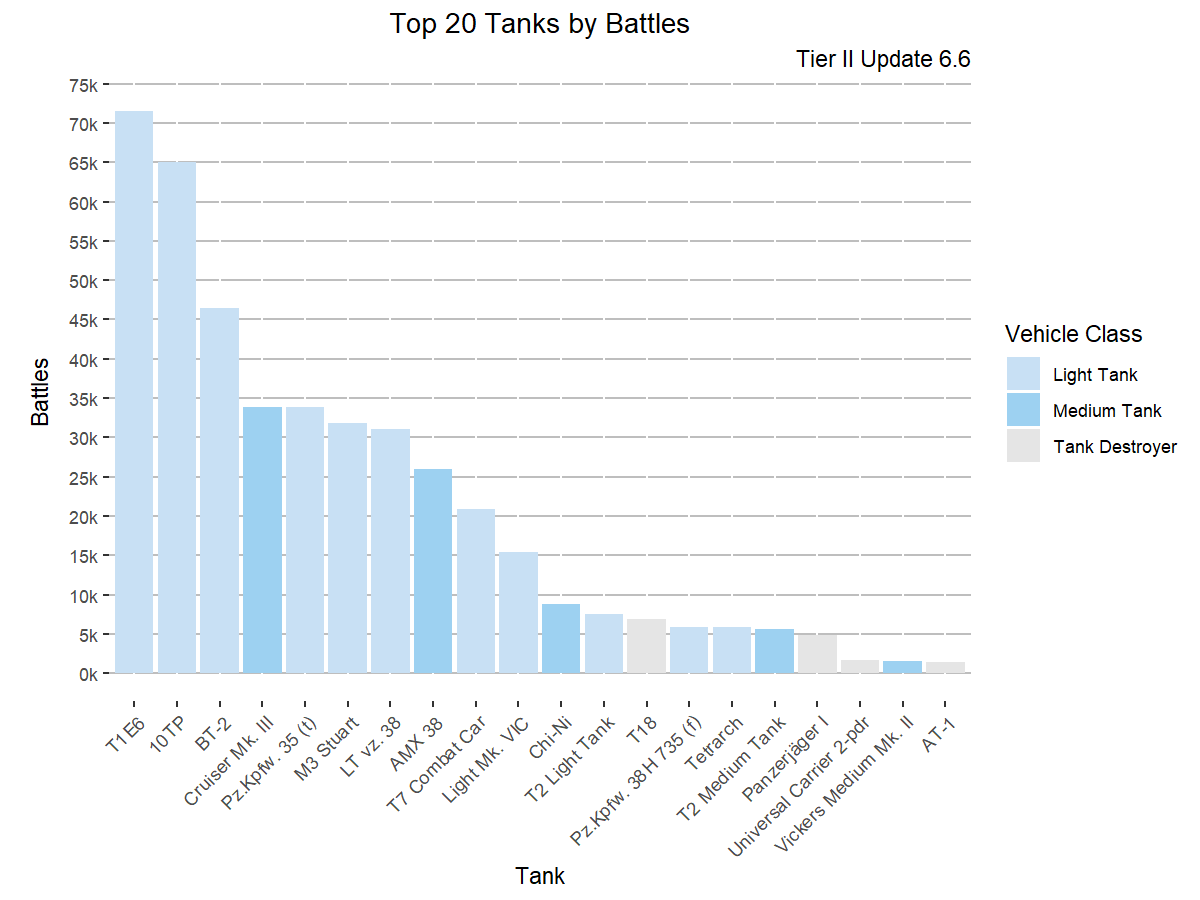 Top 20 Tanks by Battles
Tier II Update 6.6
75k
70k
65k
60k
55k
50k
45k
40k
35k
30k
25k
20k
15k
10k
5k
0k
Battles
T1E6
10TP
BT-2
Cruiser Mk. III
Pz.Kpfw. 35 (t)
M3 Stuart
LT vz. 38
AMX 38
T7 Combat Car
Light Mk. VIC
Chi-Ni
T2 Light Tank
T18
Pz.Kpfw. 38 H 735 (f)
Tetrarch
T2 Medium Tank
Panzerjäger I
Universal Carrier 2-pdr
Vickers Medium Mk. II
AT-1
Tank
Vehicle Class
Light Tank
Medium Tank
Tank Destroyer